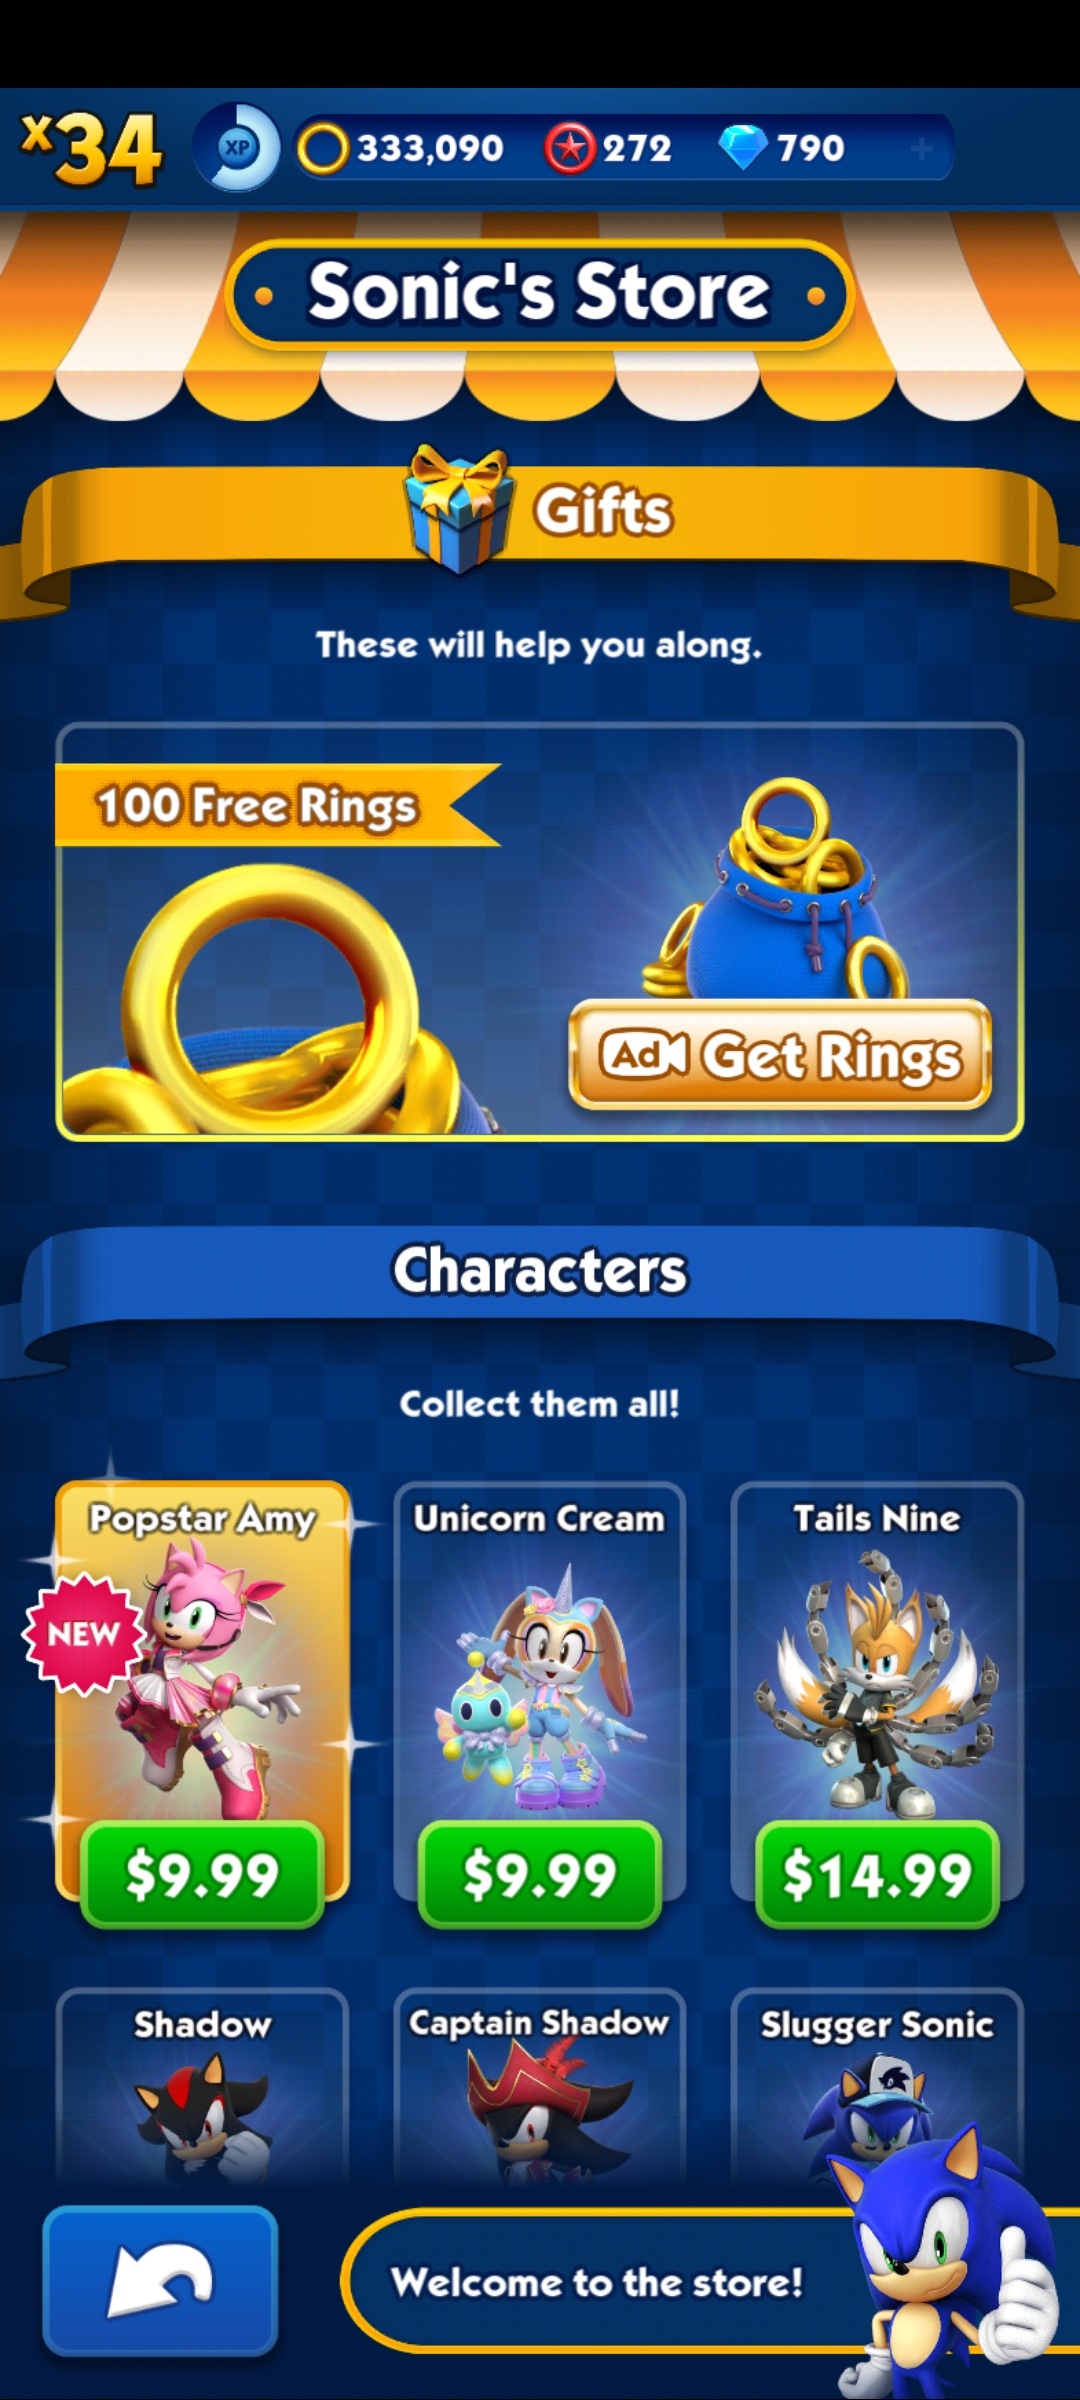 x34
XP
333,090
272
790
Sonic's Store
Gifts
These will help you along.
100 Free Rings
Ad Get Rings
Characters
Collect them all!
Popstar Amy
NEW
$9.99
Unicorn Cream
$9.99
Tails Nine
$14.99
Shadow
Captain Shadow
Slugger Sonic
Welcome to the store!